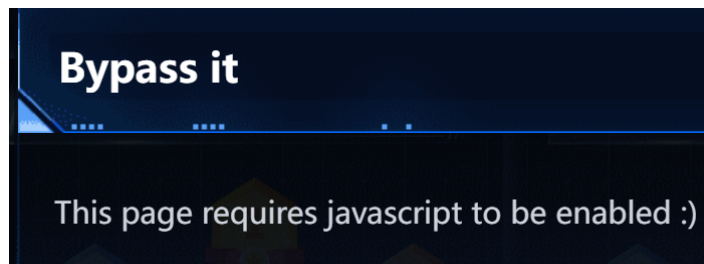 Bypass it
This page requires javascript to be enabled :)